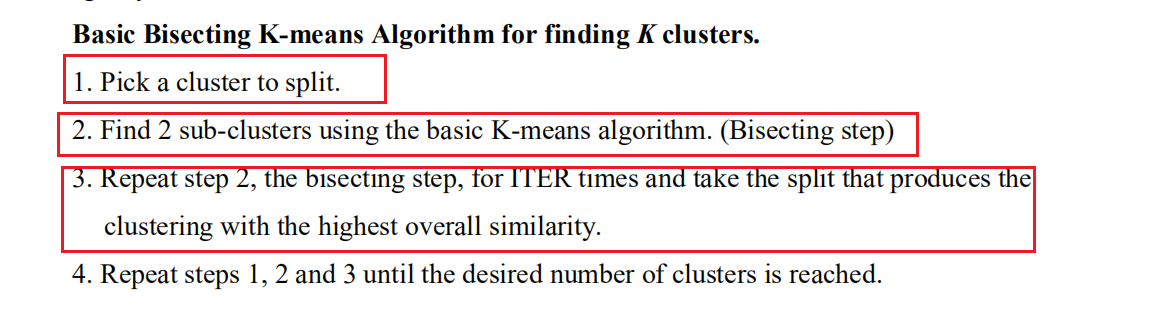 Basic Bisecting K-means Algorithm for finding K clusters.
1. Pick a cluster to split.
2. Find 2 sub-clusters using the basic K-means algorithm. (Bisecting step)
3. Repeat step 2, the bisecting step, for ITER times and take the split that produces the
clustering with the highest overall similarity.
4. Repeat steps 1, 2 and 3 until the desired number of clusters is reached.